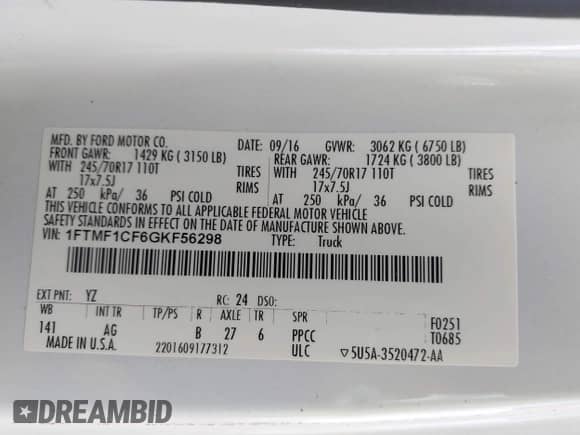 MFD. BY FORD MOTOR CO.
DATE: 09/16 GVWR: 3062 KG ( 6750 LB)
FRONT GAWR: 1429 KG ( 3150 LB) REAR GAWR: 1724 KG ( 3800 LB)
WITH 245/70R17 110T TIRES WITH 245/70R17 110T TIRES
17x7.5J RIMS 17x7.5J RIMS
AT 250 kPa/ 36 PSI COLD AT 250 kPa/ 36 PSI COLD
THIS VEHICLE CONFORMS TO ALL APPLICABLE FEDERAL MOTOR VEHICLE
SAFETY STANDARDS IN EFFECT ON THE DATE OF MANUFACTURE SHOWN ABOVE.
VIN: 1FTMF1CF6GKF56298 TYPE: Truck
EXT PNT: YZ RC: 24 DSO:
WB INT TR TP/PS R AXLE TR SPR F0251
141 AG B 27 6 PPCC T0685
MADE IN U.S.A. 2201609177312 ULC ▽5U5A-3520472-AA
DREAMBID